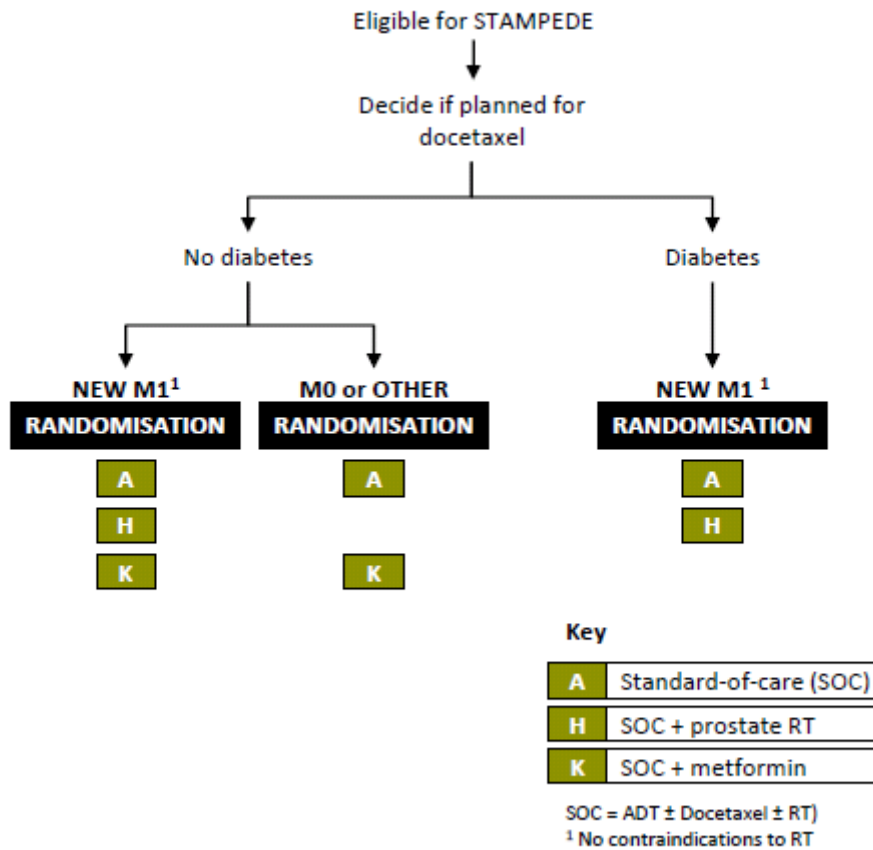 Eligible for STAMPEDE
Decide if planned for
docetaxel
No diabetes
Diabetes
NEW M1¹
M0 or OTHER
NEW M1 ¹
RANDOMISATION
RANDOMISATION
RANDOMISATION
A
A
A
H
H
K
K
Key
A Standard-of-care (SOC)
H SOC + prostate RT
K SOC + metformin
SOC = ADT ± Docetaxel ± RT)
¹ No contraindications to RT